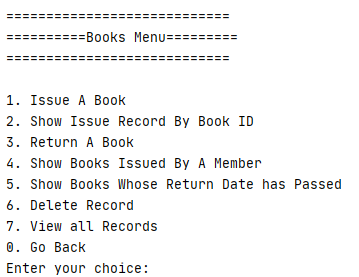 ============================
==========Books Menu=========
============================
1. Issue A Book
2. Show Issue Record By Book ID
3. Return A Book
4. Show Books Issued By A Member
5. Show Books Whose Return Date has Passed
6. Delete Record
7. View all Records
0. Go Back
Enter your choice: